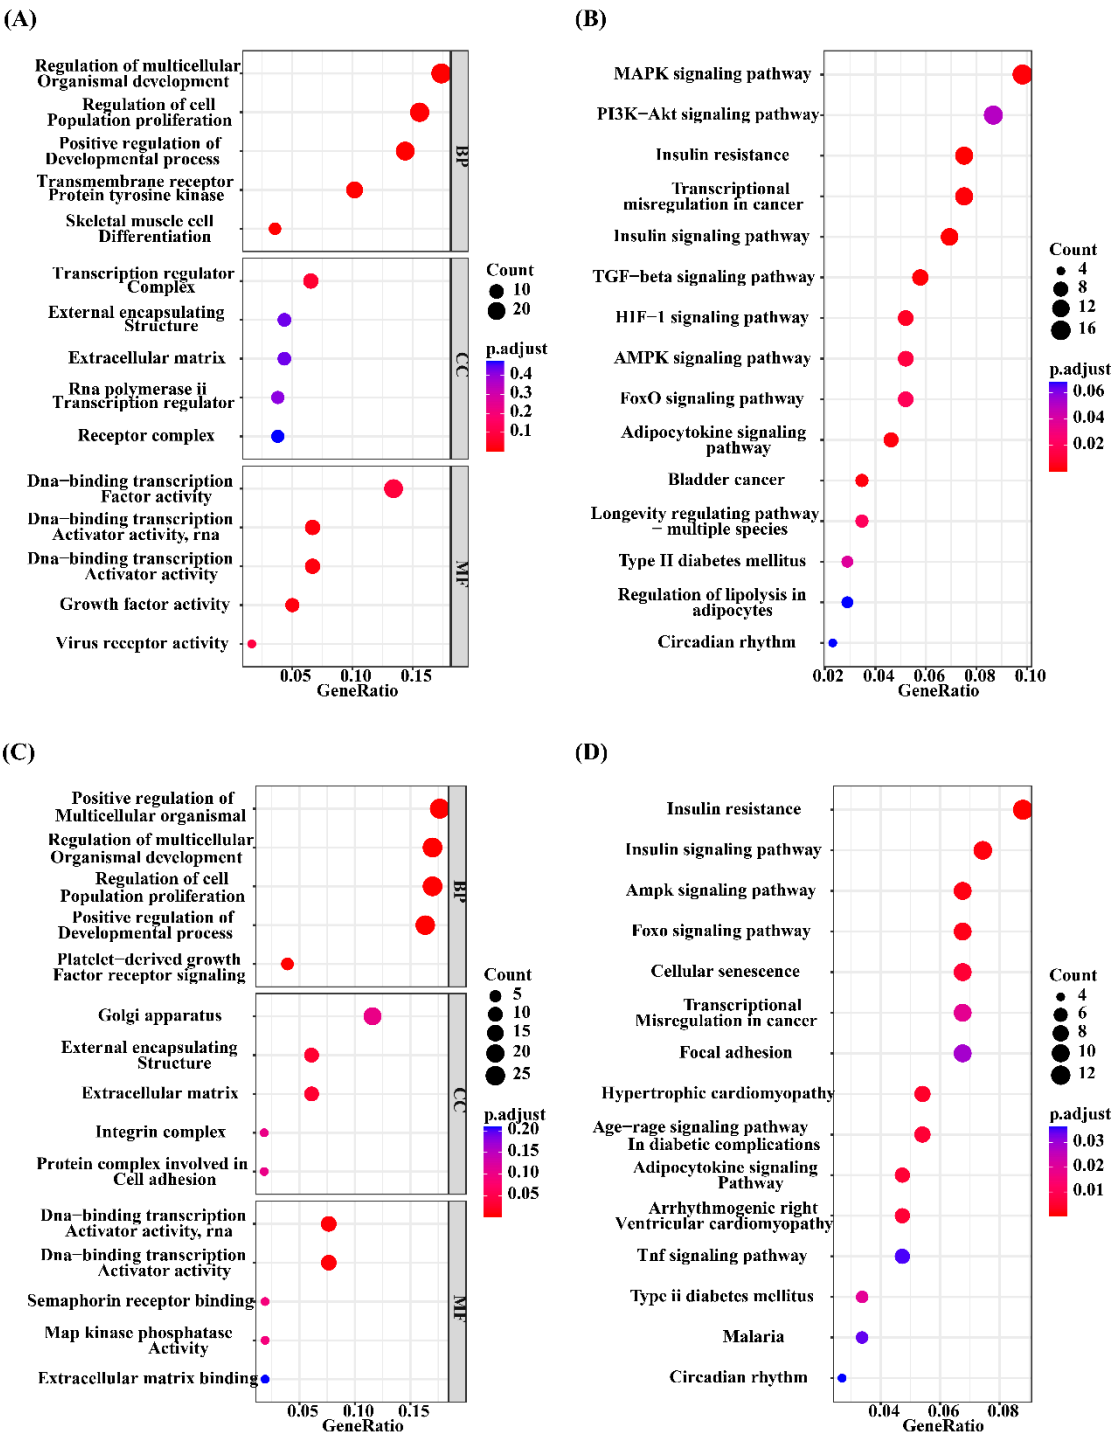 (A)
Regulation of multicellular
Organismal development
Regulation of cell
Population proliferation
Positive regulation of
Developmental process
Transmembrane receptor
Protein tyrosine kinase
Skeletal muscle cell
Differentiation
BP
Transcription regulator
Complex
External encapsulating
Structure
Extracellular matrix
Rna polymerase ii
Transcription regulator
Receptor complex
CC
Dna−binding transcription
Factor activity
Dna−binding transcription
Activator activity, rna
Dna−binding transcription
Activator activity
Growth factor activity
Virus receptor activity
MF
0.05 0.10 0.15
GeneRatio
Count
10
20
p.adjust
0.4
0.3
0.2
0.1
(B)
MAPK signaling pathway
PI3K−Akt signaling pathway
Insulin resistance
Transcriptional
misregulation in cancer
Insulin signaling pathway
TGF−beta signaling pathway
HIF−1 signaling pathway
AMPK signaling pathway
FoxO signaling pathway
Adipocytokine signaling
pathway
Bladder cancer
Longevity regulating pathway
− multiple species
Type II diabetes mellitus
Regulation of lipolysis in
adipocytes
Circadian rhythm
0.02 0.04 0.06 0.08 0.10
GeneRatio
Count
4
8
12
16
p.adjust
0.06
0.04
0.02
(C)
Positive regulation of
Multicellular organismal
Regulation of multicellular
Organismal development
Regulation of cell
Population proliferation
Positive regulation of
Developmental process
Platelet−derived growth
Factor receptor signaling
BP
Golgi apparatus
External encapsulating
Structure
Extracellular matrix
Integrin complex
Protein complex involved in
Cell adhesion
CC
Dna−binding transcription
Activator activity, rna
Dna−binding transcription
Activator activity
Semaphorin receptor binding
Map kinase phosphatase
Activity
Extracellular matrix binding
MF
0.05 0.10 0.15
GeneRatio
Count
5
10
15
20
25
p.adjust
0.20
0.15
0.10
0.05
(D)
Insulin resistance
Insulin signaling pathway
Ampk signaling pathway
Foxo signaling pathway
Cellular senescence
Transcriptional
Misregulation in cancer
Focal adhesion
Hypertrophic cardiomyopathy
Age−rage signaling pathway
In diabetic complications
Adipocytokine signaling
Pathway
Arrhythmogenic right
Ventricular cardiomyopathy
Tnf signaling pathway
Type ii diabetes mellitus
Malaria
Circadian rhythm
0.04 0.06 0.08
GeneRatio
Count
4
6
8
10
12
p.adjust
0.03
0.02
0.01